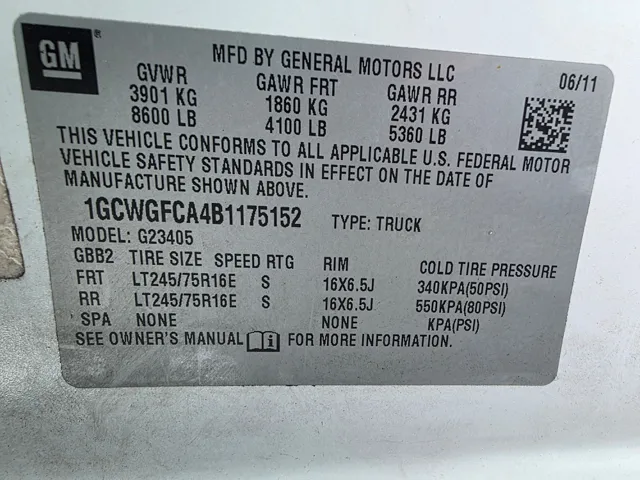 GM
MFD BY GENERAL MOTORS LLC
GVWR GAWR FRT GAWR RR 06/11
3901 KG 1860 KG 2431 KG
8600 LB 4100 LB 5360 LB
THIS VEHICLE CONFORMS TO ALL APPLICABLE U.S. FEDERAL MOTOR
VEHICLE SAFETY STANDARDS IN EFFECT ON THE DATE OF
MANUFACTURE SHOWN ABOVE.
1GCWGFCA4B1175152 TYPE: TRUCK
MODEL: G23405
GBB2 TIRE SIZE SPEED RTG RIM COLD TIRE PRESSURE
FRT LT245/75R16E S 16X6.5J 340KPA(50PSI)
RR LT245/75R16E S 16X6.5J 550KPA(80PSI)
SPA NONE NONE KPA(PSI)
SEE OWNER'S MANUAL i FOR MORE INFORMATION.